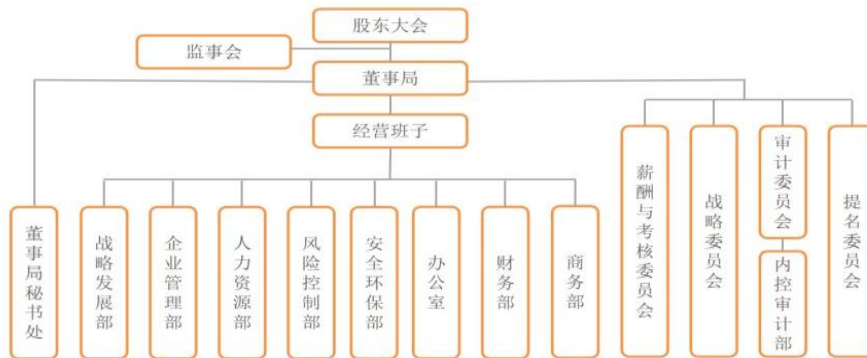 股东大会
监事会
董事局
经营班子
董事局秘书处
战略发展部
企业管理部
人力资源部
风险控制部
安全环保部
办公室
财务部
商务部
薪酬与考核委员会
战略委员会
审计委员会
内控审计部
提名委员会